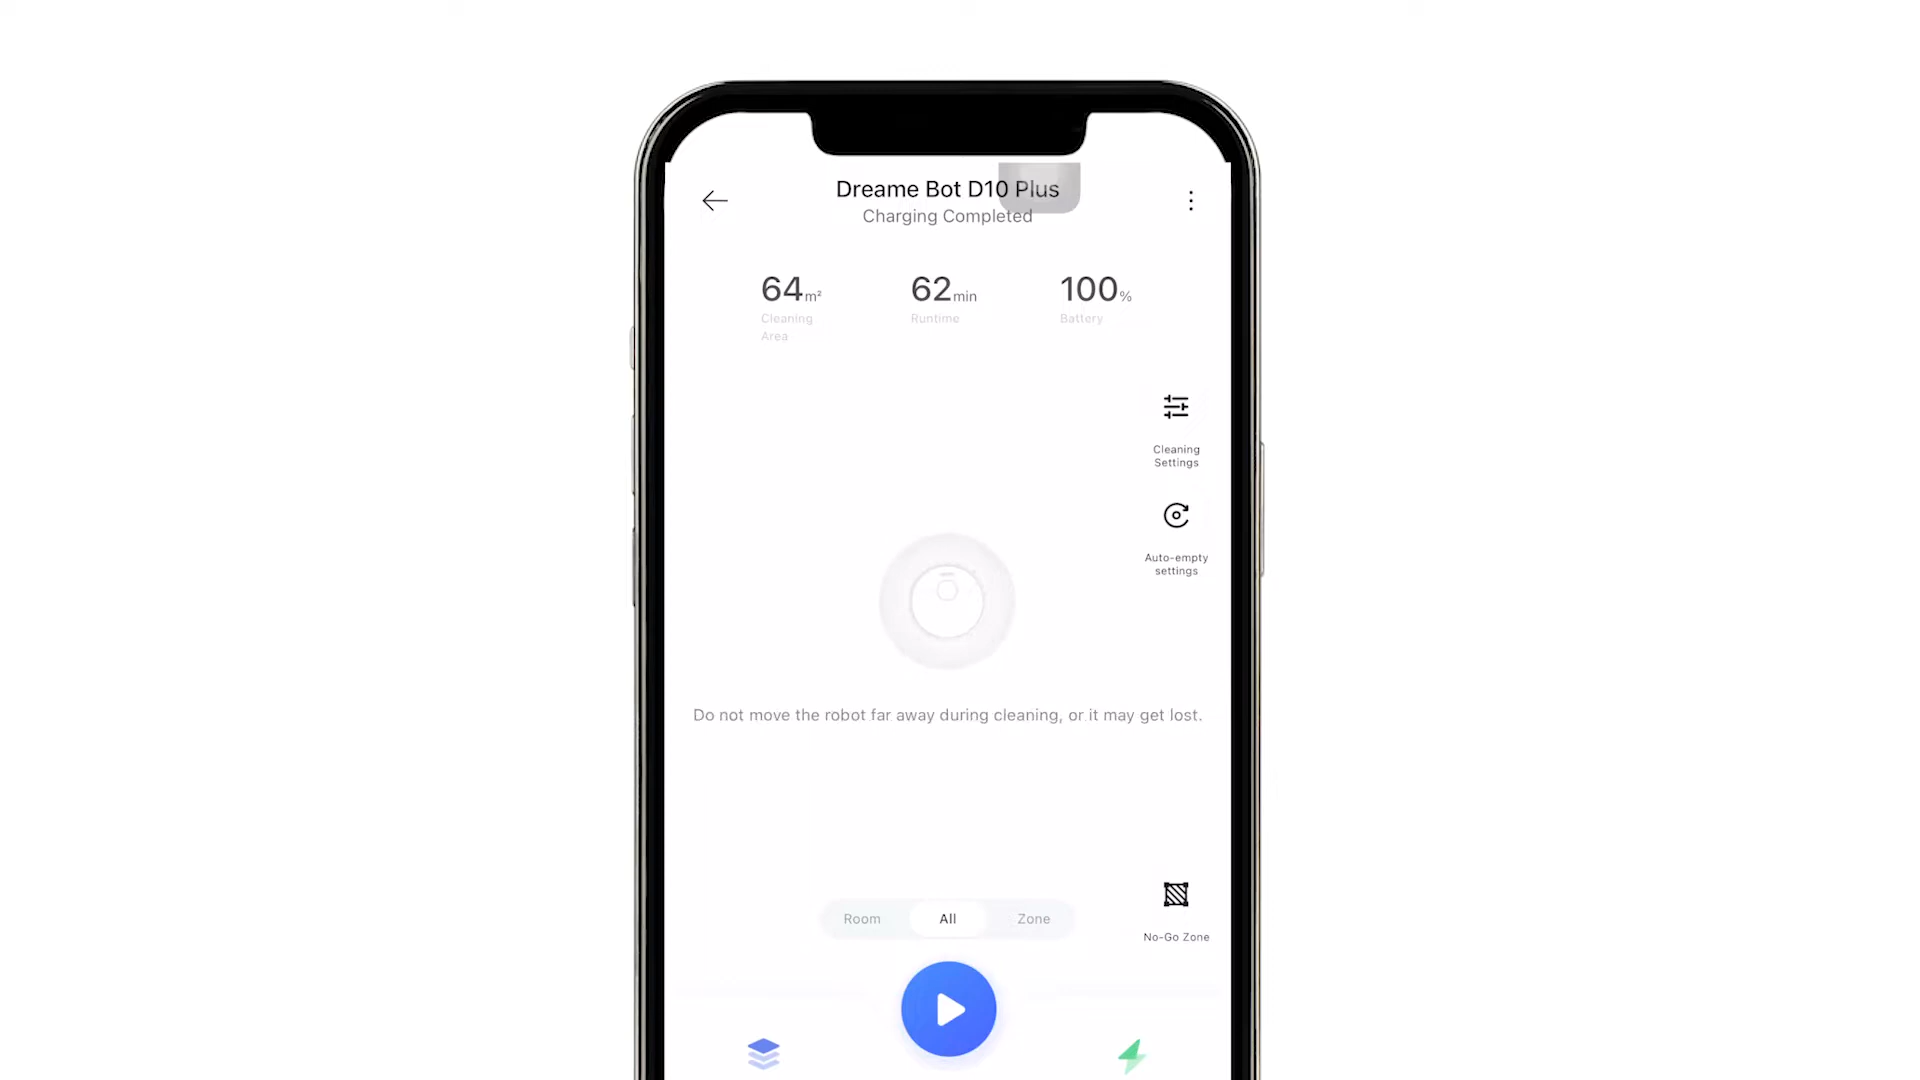 Dreame Bot D10 Plus
Charging Completed
64 m²
62 min
100 %
Cleaning
Area
Runtime
Battery
Cleaning
Settings
Auto-empty
settings
Do not move the robot far away during cleaning, or it may get lost.
Room
All
Zone
No-Go Zone